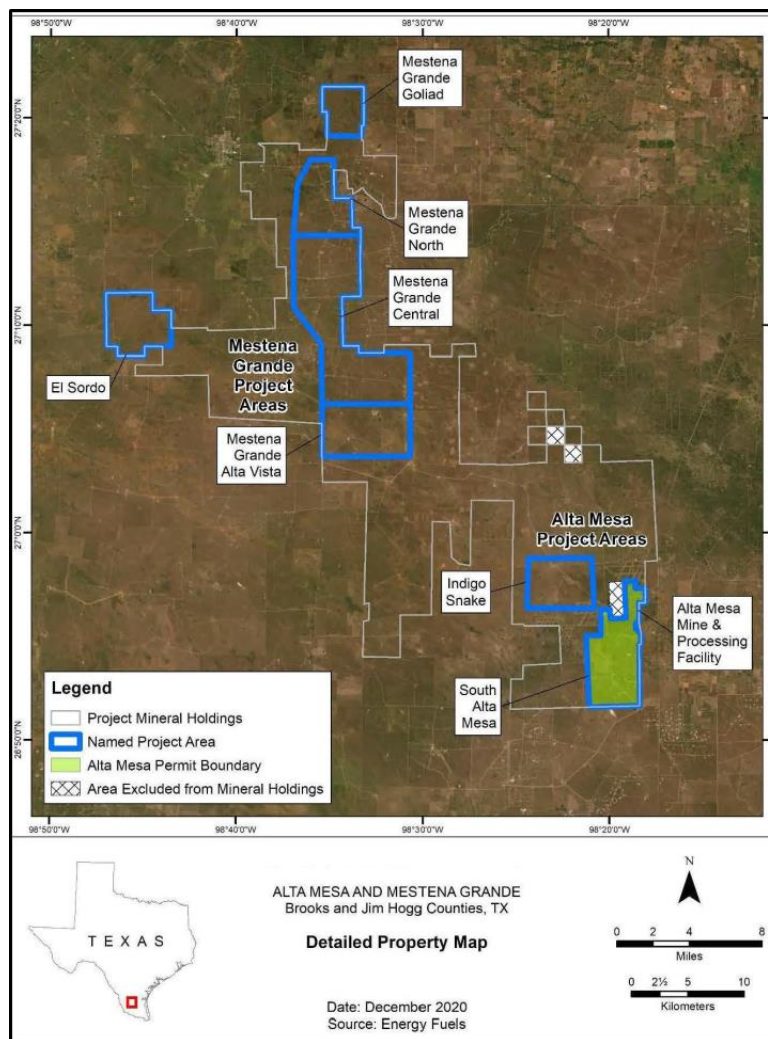 98°50'0"W
98°40'0"W
98°30'0"W
98°20'0"W
27°20'0"N
27°10'0"N
27°0'0"N
26°50'0"N
Mestena
Grande
Goliad
Mestena
Grande
North
Mestena
Grande
Central
El Sordo
Mestena
Grande
Project
Areas
Mestena
Grande
Alta Vista
Alta Mesa
Project Areas
Indigo
Snake
Alta Mesa
Mine &
Processing
Facility
South
Alta
Mesa
Legend
Project Mineral Holdings
Named Project Area
Alta Mesa Permit Boundary
Area Excluded from Mineral Holdings
98°50'0"W
98°40'0"W
98°30'0"W
98°20'0"W
TEXAS
ALTA MESA AND MESTENA GRANDE
Brooks and Jim Hogg Counties, TX
Detailed Property Map
Date: December 2020
Source: Energy Fuels
N
0 2 4 8
Miles
0 2½ 5 10
Kilometers